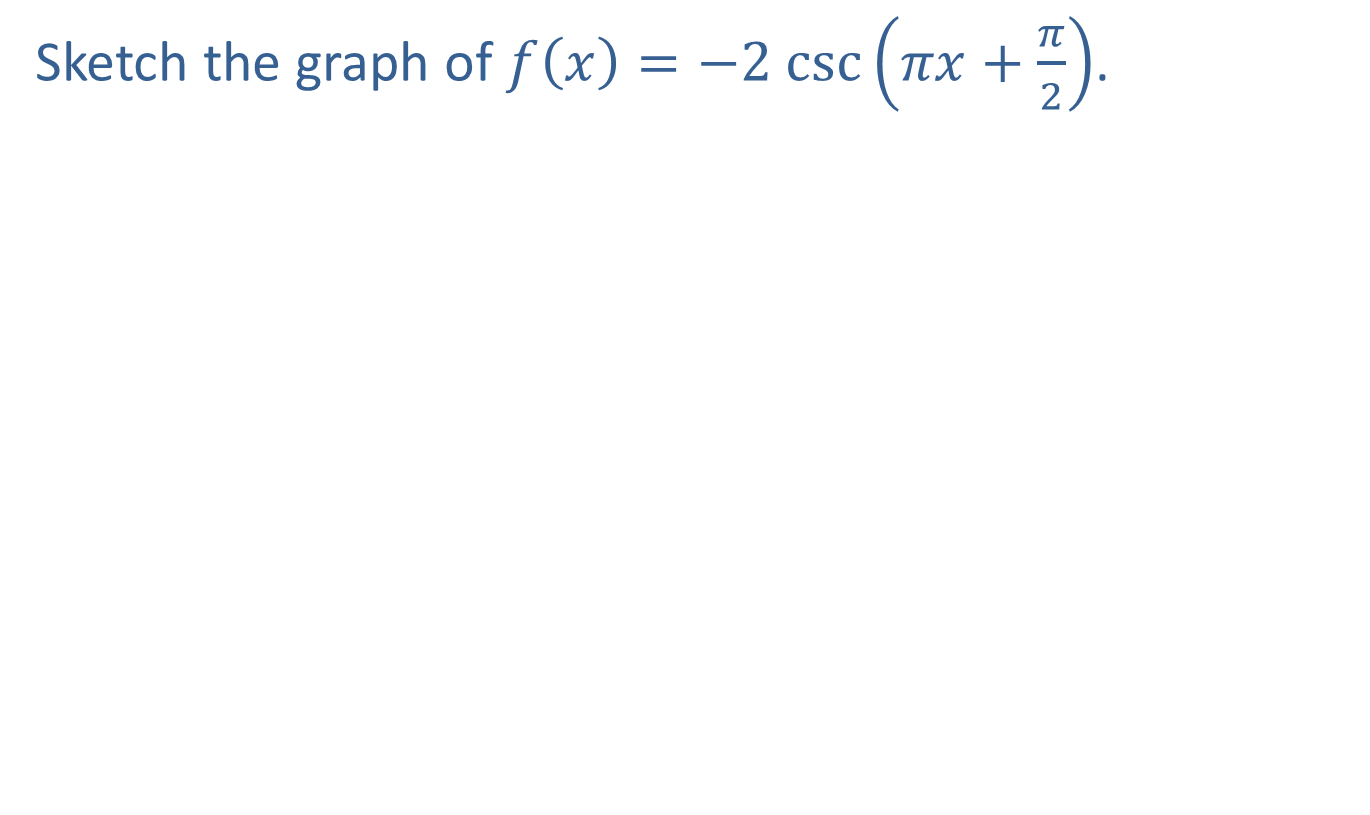 Sketch the graph of f(x) = −2 csc(πx + π/2).